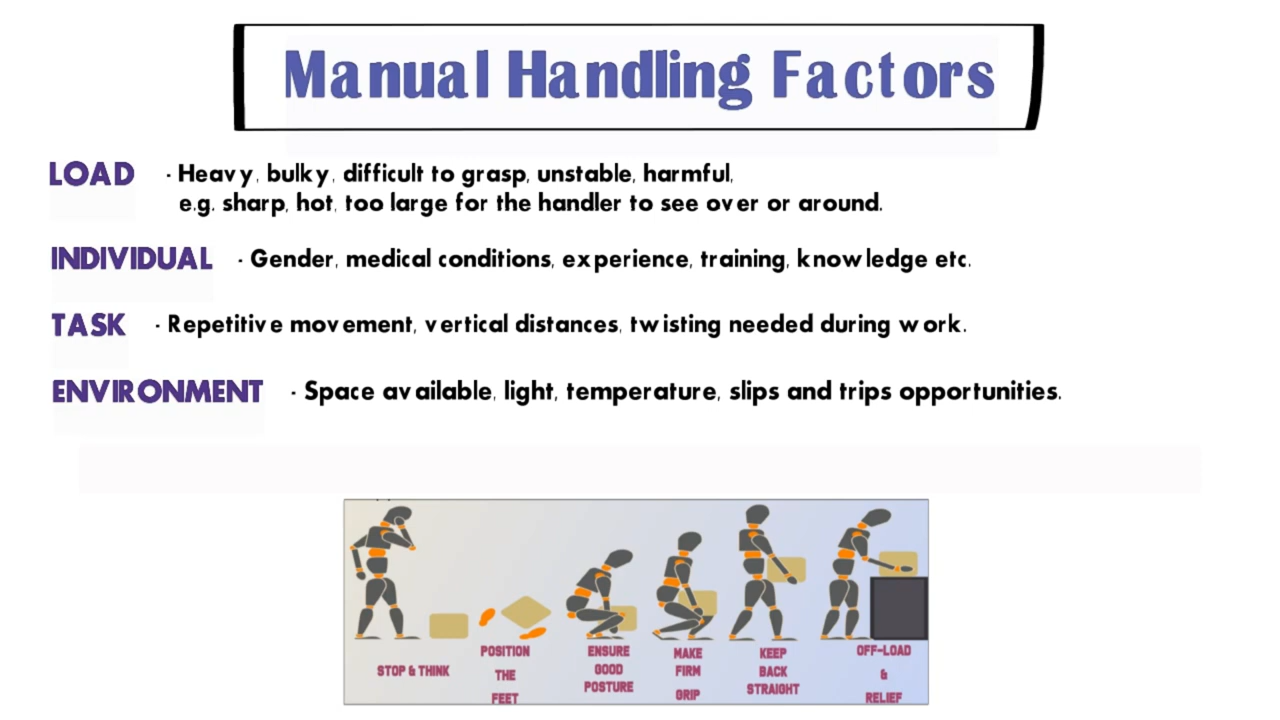 Manual Handling Factors
LOAD - Heavy, bulky, difficult to grasp, unstable, harmful,
e.g. sharp, hot, too large for the handler to see over or around.
INDIVIDUAL - Gender, medical conditions, experience, training, knowledge etc.
TASK - Repetitive movement, vertical distances, twisting needed during work.
ENVIRONMENT - Space available, light, temperature, slips and trips opportunities.
STOP & THINK
POSITION
THE
FEET
ENSURE
GOOD
POSTURE
MAKE
FIRM
GRIP
KEEP
BACK
STRAIGHT
OFF-LOAD
&
RELIEF